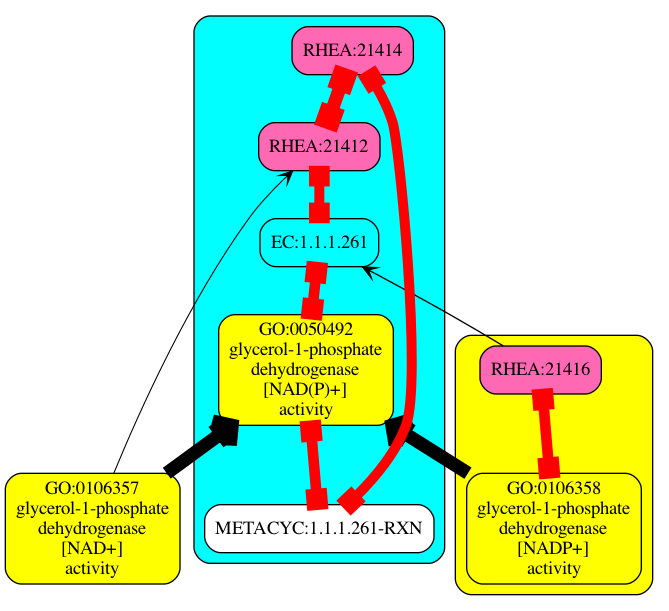 RHEA:21414
RHEA:21412
EC:1.1.1.261
GO:0050492
glycerol-1-phosphate
dehydrogenase
[NAD(P)+]
activity
RHEA:21416
GO:0106357
glycerol-1-phosphate
dehydrogenase
[NAD+]
activity
METACYC:1.1.1.261-RXN
GO:0106358
glycerol-1-phosphate
dehydrogenase
[NADP+]
activity